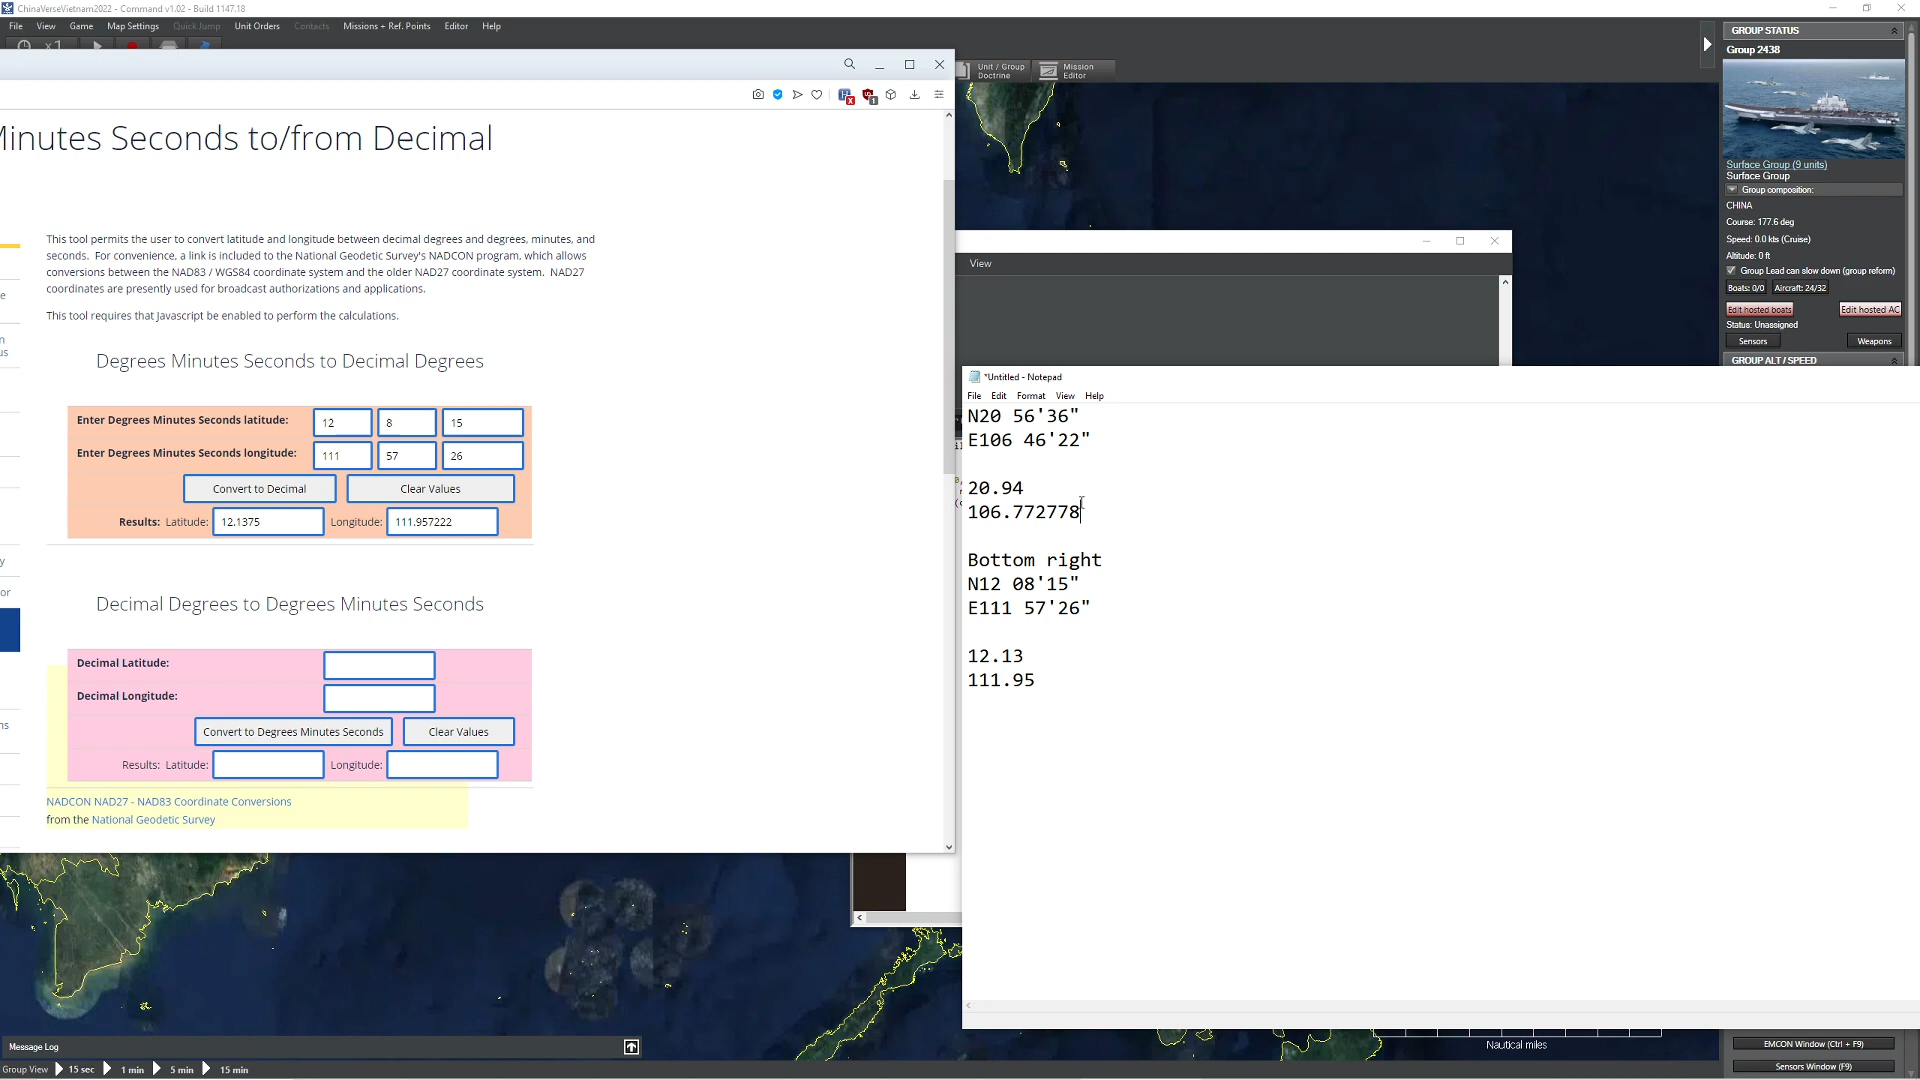 ChinaVerseVietnam2022 - Command v1.02 - Build 1147.18
File View Game Map Settings Quick Jump Unit Orders Contacts Missions + Ref. Points Editor Help
x1
Unit / Group
Doctrine
Mission
Editor
Minutes Seconds to/from Decimal
This tool permits the user to convert latitude and longitude between decimal degrees and degrees, minutes, and
seconds. For convenience, a link is included to the National Geodetic Survey's NADCON program, which allows
conversions between the NAD83 / WGS84 coordinate system and the older NAD27 coordinate system. NAD27
coordinates are presently used for broadcast authorizations and applications.
This tool requires that Javascript be enabled to perform the calculations.
Degrees Minutes Seconds to Decimal Degrees
Enter Degrees Minutes Seconds latitude: 12 8 15
Enter Degrees Minutes Seconds longitude: 111 57 26
Convert to Decimal Clear Values
Results: Latitude: 12.1375 Longitude: 111.957222
Decimal Degrees to Degrees Minutes Seconds
Decimal Latitude:
Decimal Longitude:
Convert to Degrees Minutes Seconds Clear Values
Results: Latitude: Longitude:
NADCON NAD27 - NAD83 Coordinate Conversions
from the National Geodetic Survey
View
*Untitled - Notepad
File Edit Format View Help
N20 56'36"
E106 46'22"
20.94
106.772778
Bottom right
N12 08'15"
E111 57'26"
12.13
111.95
GROUP STATUS
Group 2438
Surface Group (9 units)
Surface Group
Group composition:
CHINA
Course: 177.6 deg
Speed: 0.0 kts (Cruise)
Altitude: 0 ft
Group Lead can slow down (group reform)
Boats: 0/0 Aircraft: 24/32
Edit hosted boats Edit hosted AC
Status: Unassigned
Sensors Weapons
GROUP ALT / SPEED
Nautical miles
EMCON Window (Ctrl + F9)
Sensors Window (F9)
Message Log
Group View 15 sec 1 min 5 min 15 min